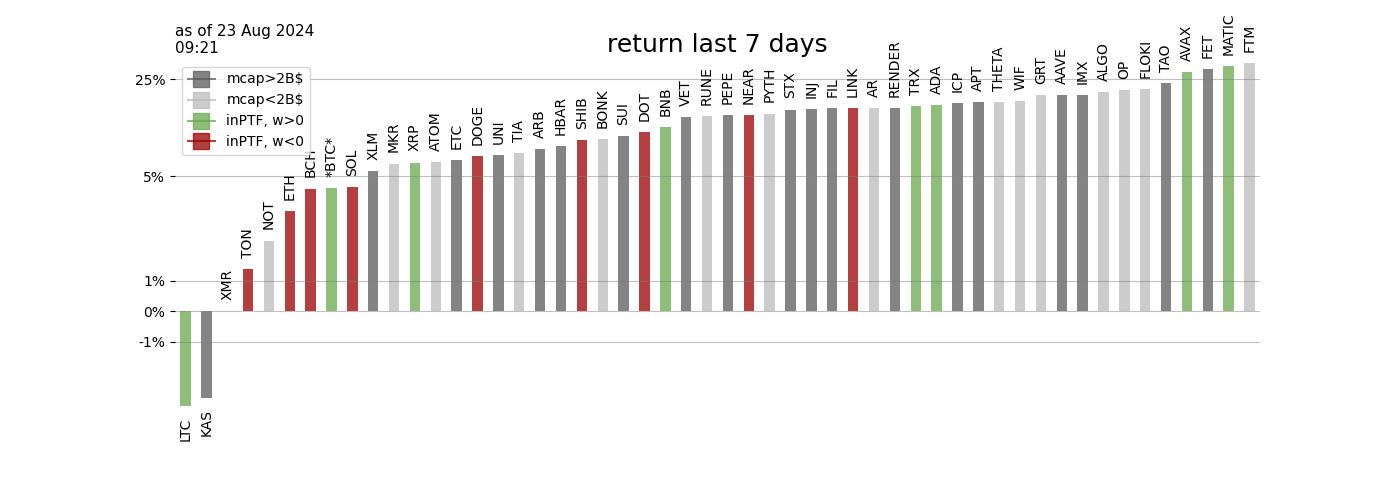 as of 23 Aug 2024
09:21
return last 7 days
mcap>2B$
mcap<2B$
inPTF, w>0
inPTF, w<0
25%
5%
1%
0%
-1%
LTC
KAS
XMR
TON
NOT
ETH
BCH
*BTC*
SOL
XLM
MKR
XRP
ATOM
ETC
DOGE
UNI
TIA
ARB
HBAR
SHIB
BONK
SUI
DOT
BNB
VET
RUNE
PEPE
NEAR
PYTH
STX
INJ
FIL
LINK
AR
RENDER
TRX
ADA
ICP
APT
THETA
WIF
GRT
AAVE
IMX
ALGO
OP
FLOKI
TAO
AVAX
FET
MATIC
FTM